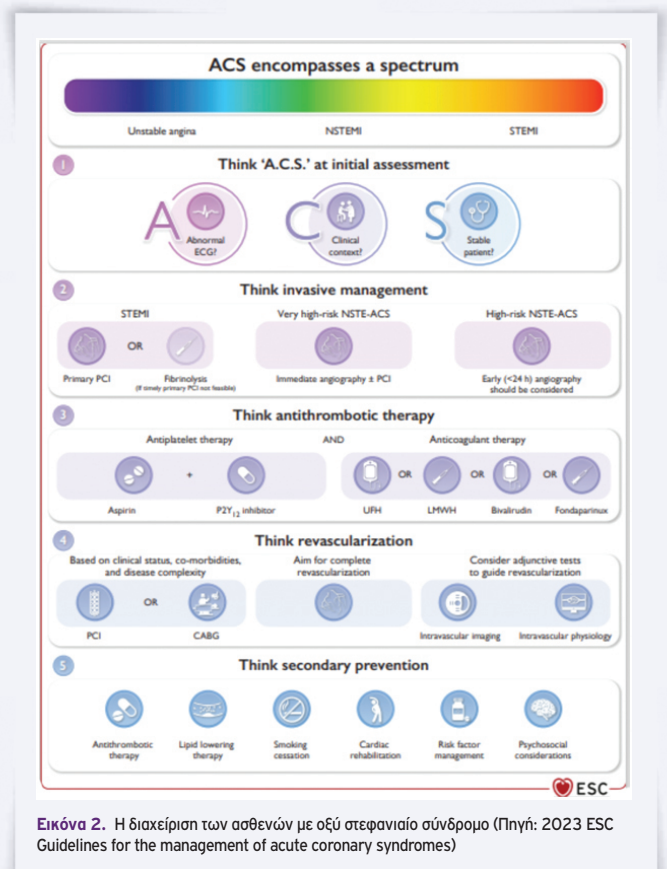 ACS encompasses a spectrum
Unstable angina NSTEMI STEMI
1 Think 'A.C.S.' at initial assessment
A Abnormal ECG?
C Clinical context?
S Stable patient?
2 Think invasive management
STEMI
Primary PCI
OR
Fibrinolysis
(If timely primary PCI not feasible)
Very high-risk NSTE-ACS
Immediate angiography ± PCI
High-risk NSTE-ACS
Early (<24 h) angiography
should be considered
3 Think antithrombotic therapy
Antiplatelet therapy AND Anticoagulant therapy
Aspirin + P2Y12 inhibitor
UFH OR LMWH OR Bivalirudin OR Fondaparinux
4 Think revascularization
Based on clinical status, co-morbidities,
and disease complexity
PCI OR CABG
Aim for complete
revascularization
Consider adjunctive tests
to guide revascularization
Intravascular imaging Intravascular physiology
5 Think secondary prevention
Antithrombotic
therapy
Lipid lowering
therapy
Smoking
cessation
Cardiac
rehabilitation
Risk factor
management
Psychosocial
considerations
ESC
Εικόνα 2. Η διαχείριση των ασθενών με οξύ στεφανιαίο σύνδρομο (Πηγή: 2023 ESC
Guidelines for the management of acute coronary syndromes)